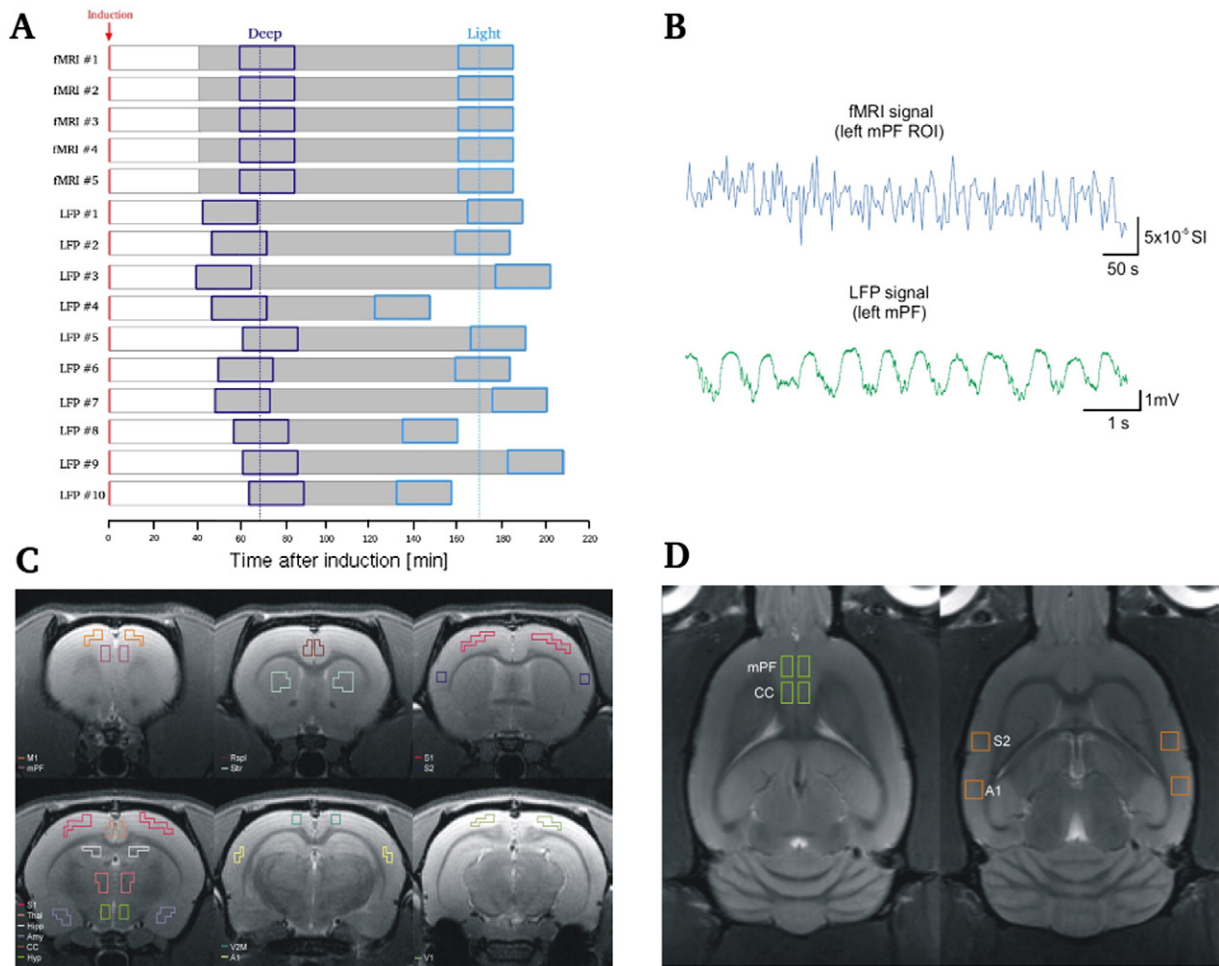 A
Induction
Deep
Light
fMRI #1
fMRI #2
fMRI #3
fMRI #4
fMRI #5
LFP #1
LFP #2
LFP #3
LFP #4
LFP #5
LFP #6
LFP #7
LFP #8
LFP #9
LFP #10
0 20 40 60 80 100 120 140 160 180 200 220
Time after induction [min]
B
fMRI signal
(left mPF ROI)
5x10⁻⁵ SI
50 s
LFP signal
(left mPF)
1mV
1 s
C
M1
mPF
Rspl
Str
S1
S2
S1
Thal
Hipp
Amy
CC
Hyp
V2M
A1
V1
D
mPF
CC
S2
A1